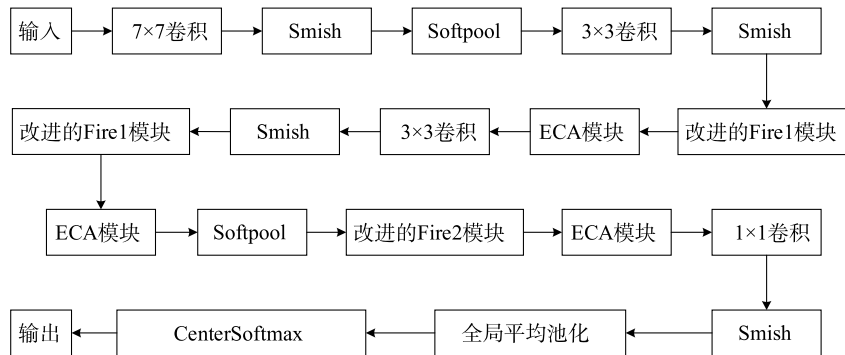 输入
7×7卷积
Smish
Softpool
3×3卷积
Smish
改进的Fire1模块
ECA模块
3×3卷积
Smish
改进的Fire1模块
ECA模块
Softpool
改进的Fire2模块
ECA模块
1×1卷积
Smish
全局平均池化
CenterSoftmax
输出